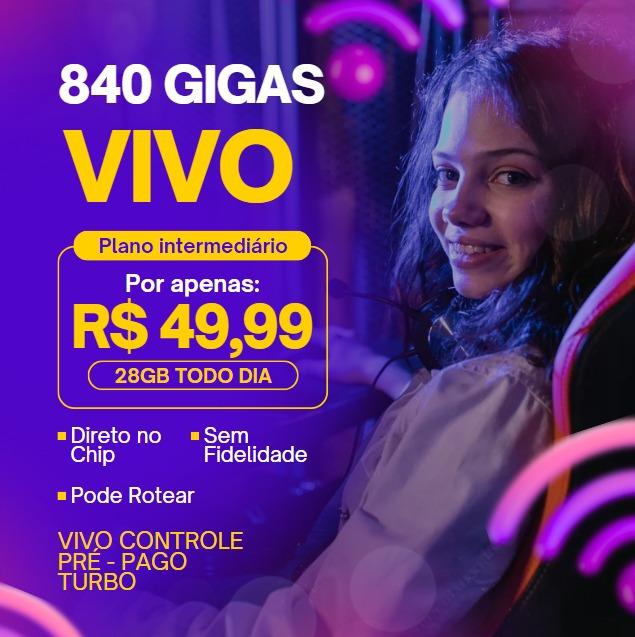 840 GIGAS
VIVO
Plano intermediário
Por apenas:
R$ 49,99
28GB TODO DIA
Direto no
Chip
Sem
Fidelidade
Pode Rotear
VIVO CONTROLE
PRÉ - PAGO
TURBO